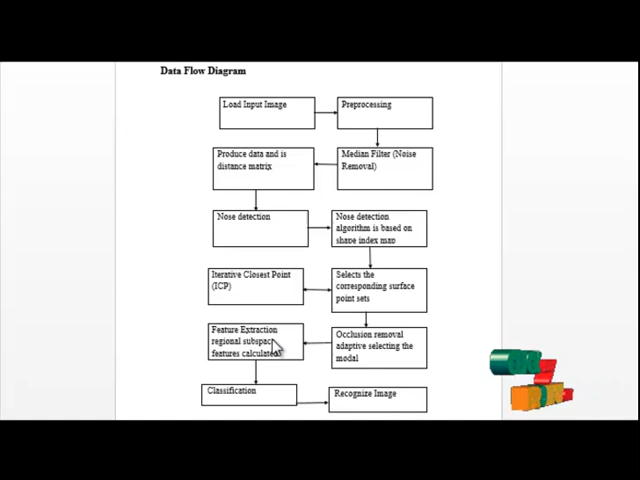 Data Flow Diagram
Load Input Image
Preprocessing
Produce data and is
distance matrix
Median Filter (Noise
Removal)
Nose detection
Nose detection
algorithm is based on
shape index map
Iterative Closest Point
(ICP)
Selects the
corresponding surface
point sets
Feature Extraction
regional subspace
features calculated
Occlusion removal
adaptive selecting the
modal
Classification
Recognize Image